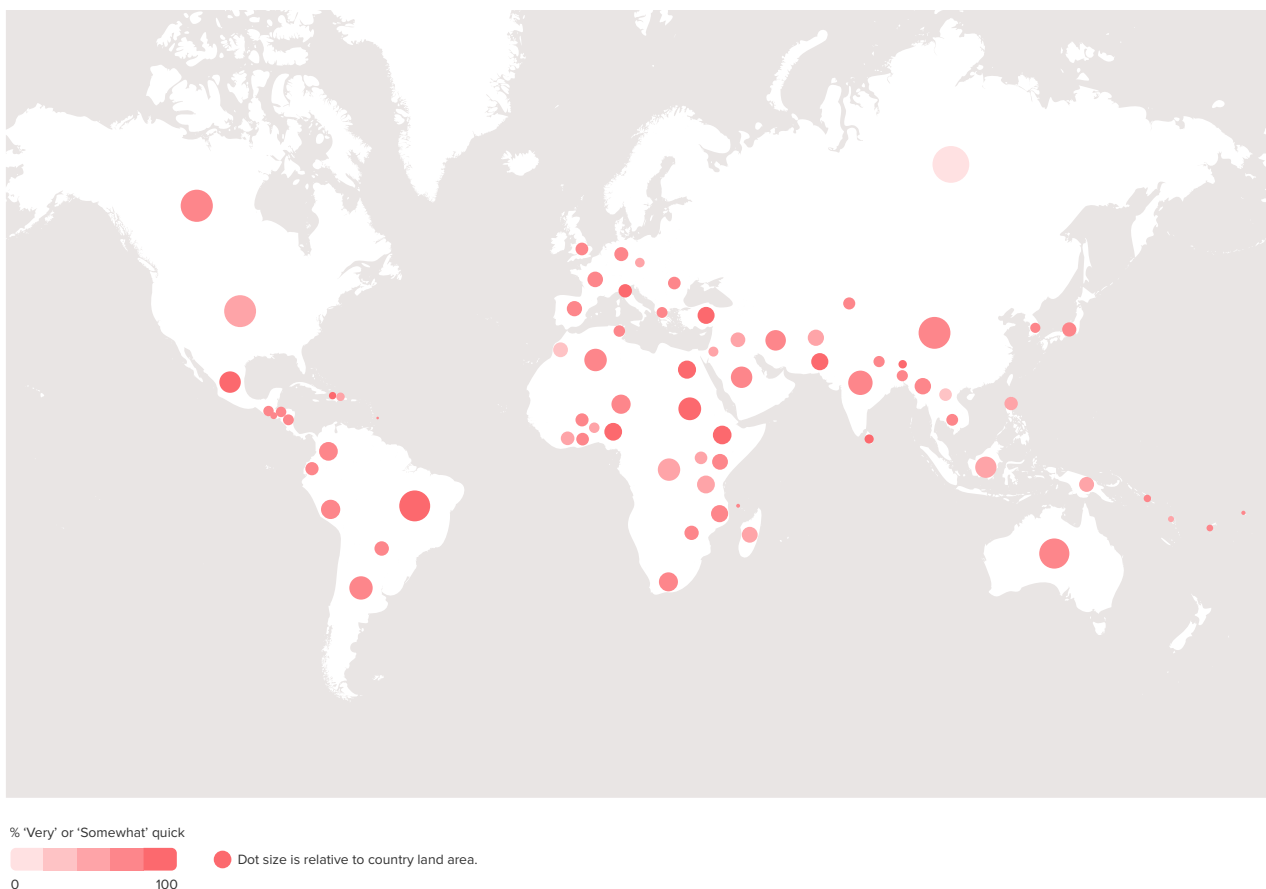 % ‘Very’ or ‘Somewhat’ quick
Dot size is relative to country land area.
0 100